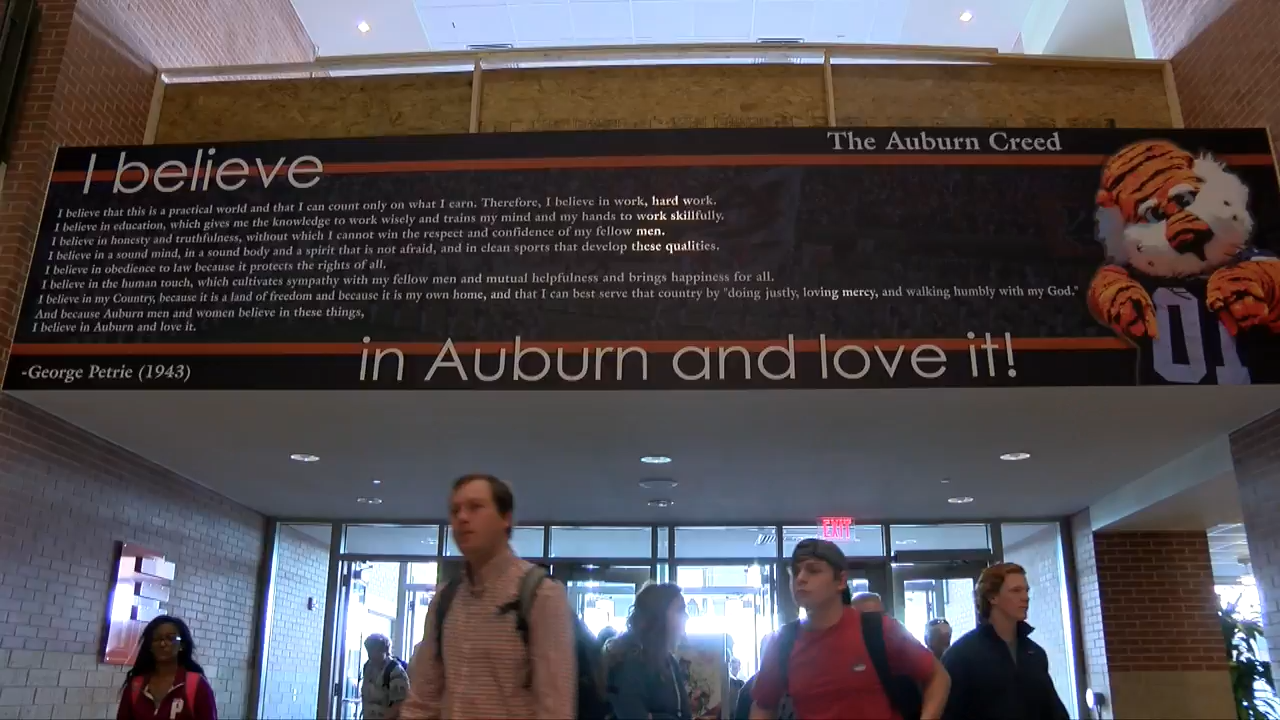 The Auburn Creed
I believe
I believe that this is a practical world and that I can count only on what I earn. Therefore, I believe in work, hard work.
I believe in education, which gives me the knowledge to work wisely and trains my mind and my hands to work skillfully.
I believe in honesty and truthfulness, without which I cannot win the respect and confidence of my fellow men.
I believe in a sound mind, in a sound body and a spirit that is not afraid, and in clean sports that develop these qualities.
I believe in obedience to law because it protects the rights of all.
I believe in the human touch, which cultivates sympathy with my fellow men and mutual helpfulness and brings happiness for all.
I believe in my Country, because it is a land of freedom and because it is my own home, and that I can best serve that country by "doing justly, loving mercy, and walking humbly with my God."
And because Auburn men and women believe in these things,
I believe in Auburn and love it.
in Auburn and love it!
-George Petrie (1943)
01
EXIT
P